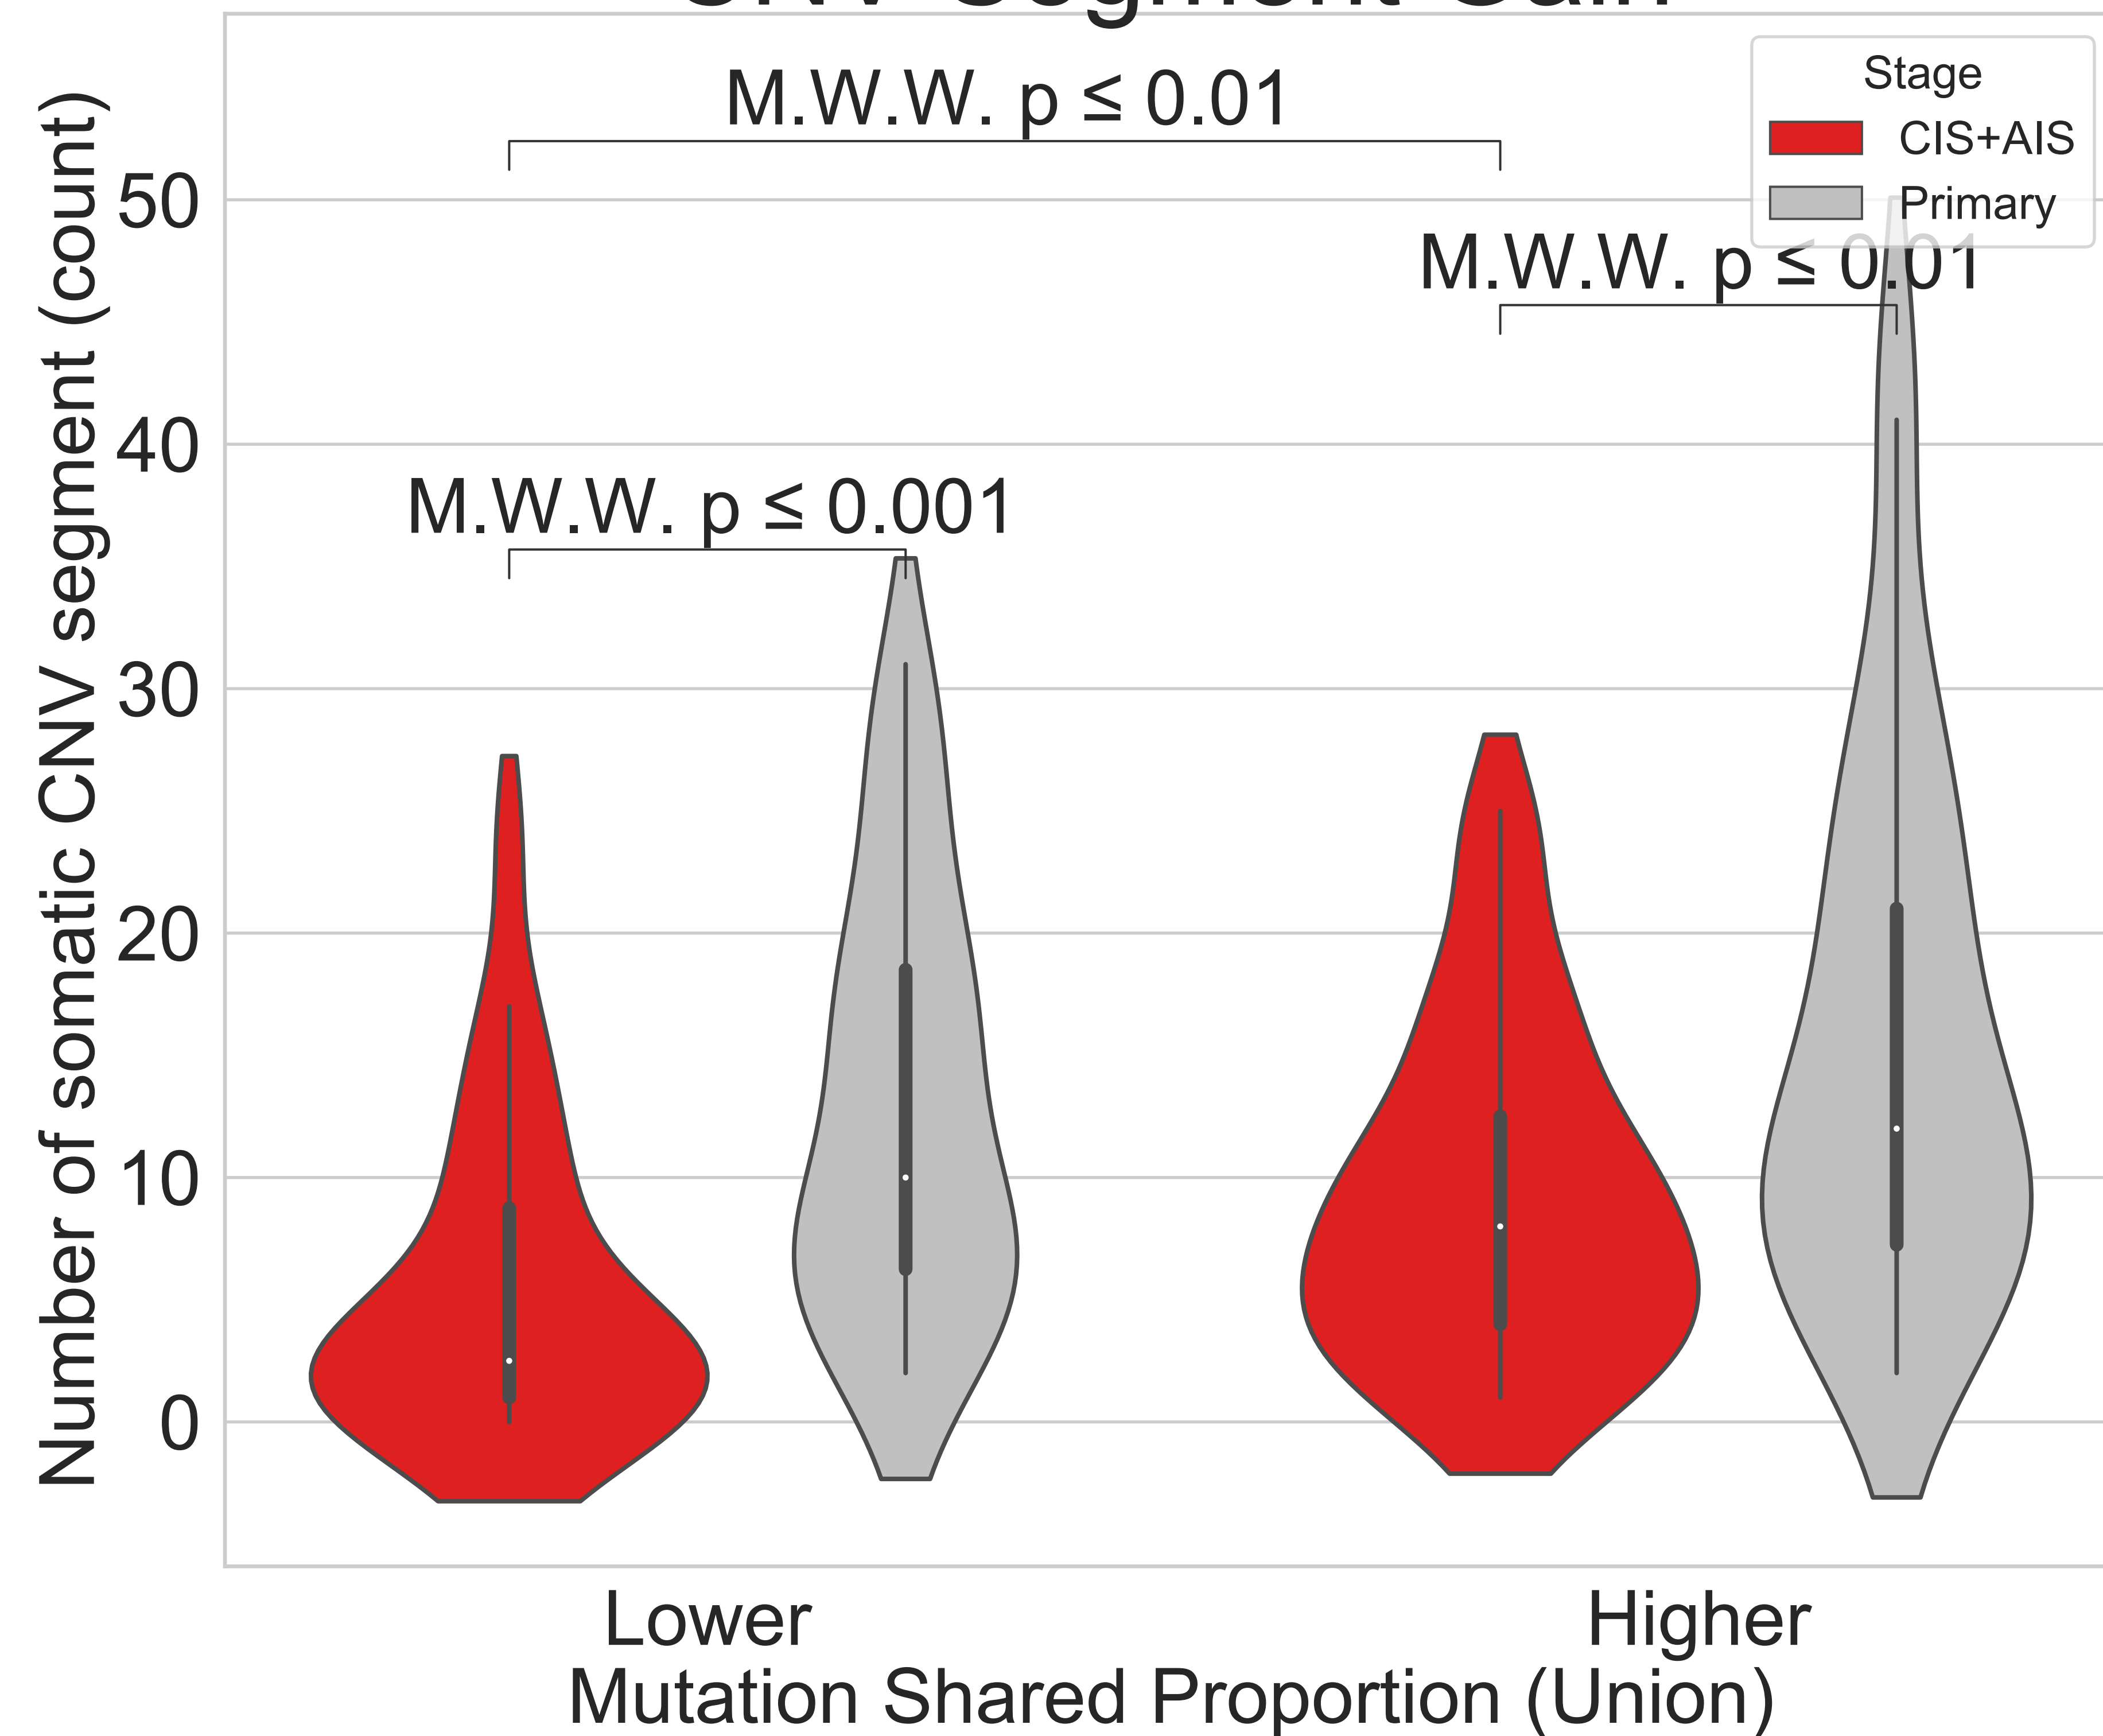 M.W.W. p ≤ 0.01
Stage
CIS+AIS
Primary
M.W.W. p ≤ 0.01
M.W.W. p ≤ 0.001
Number of somatic CNV segment (count)
50
40
30
20
10
0
Lower
Higher
Mutation Shared Proportion (Union)